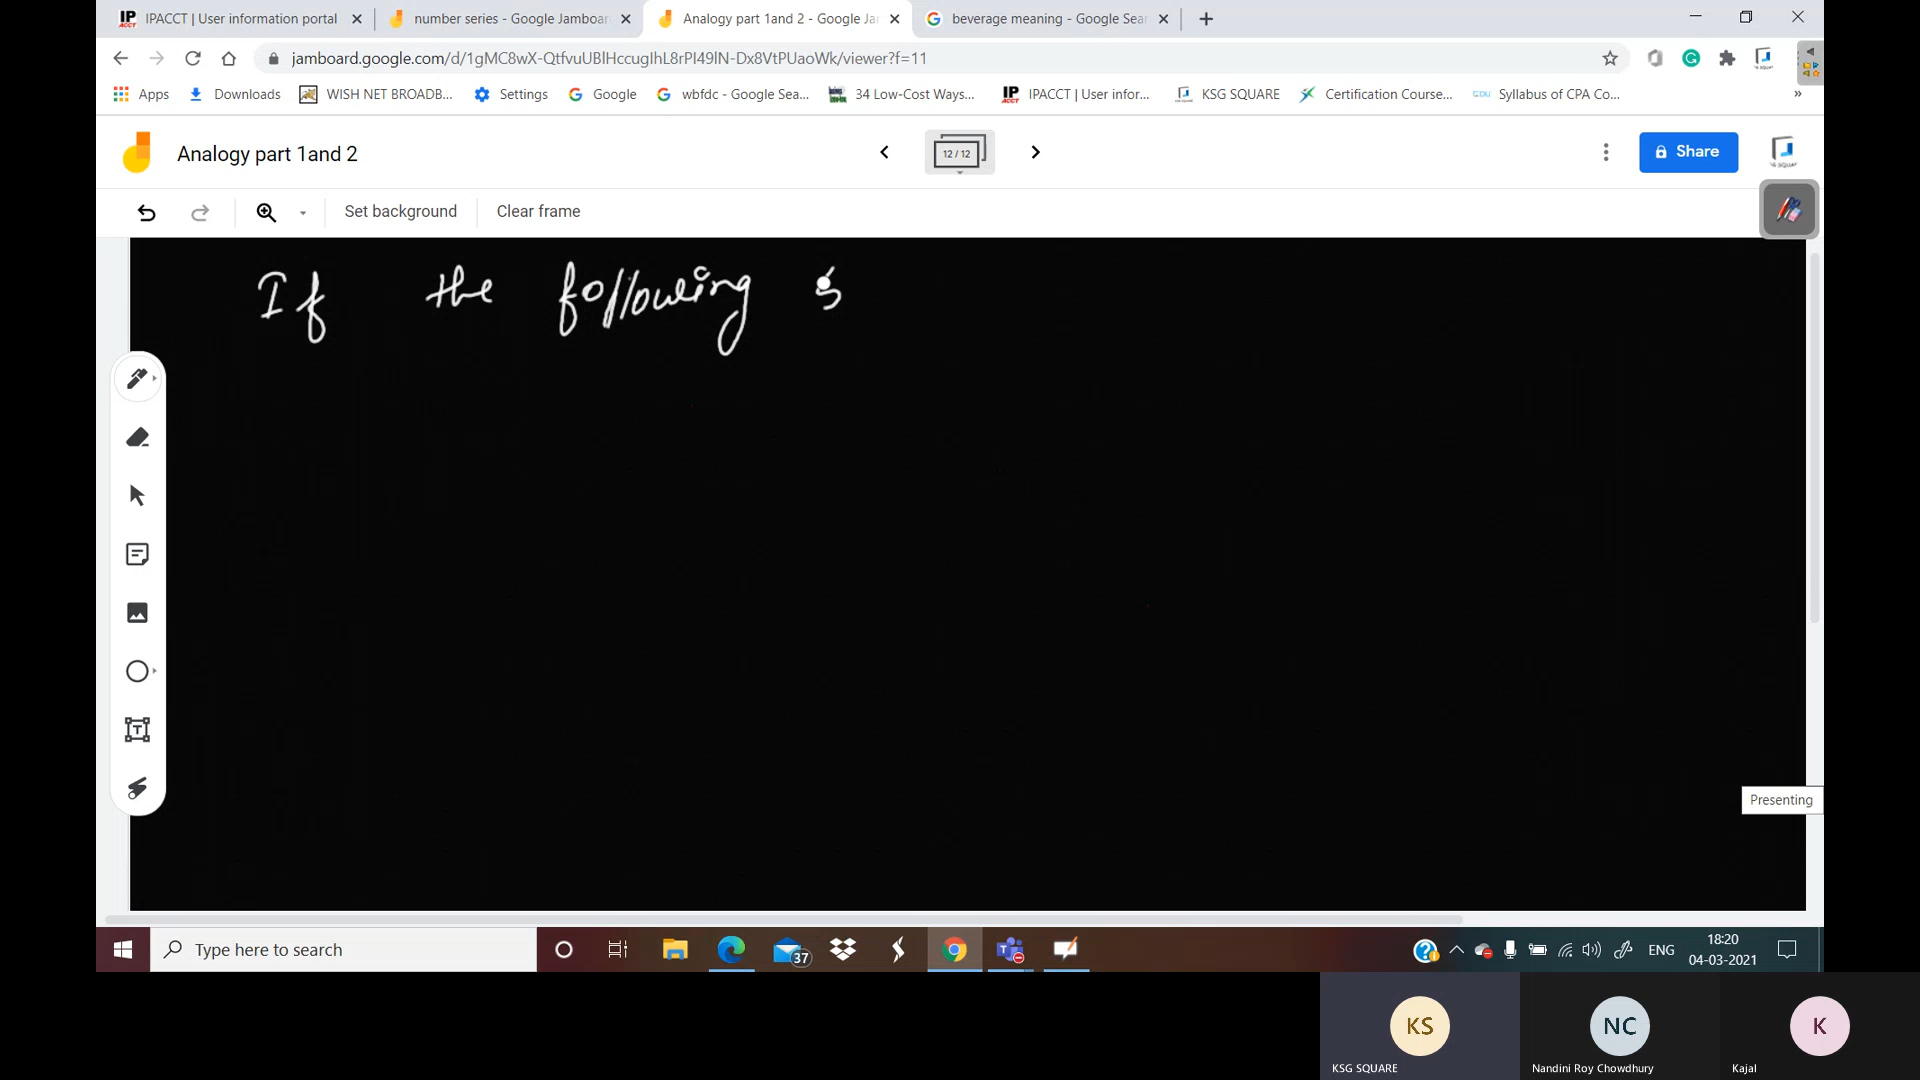 IPACCT | User information portal
number series - Google Jamboar
Analogy part 1and 2 - Google Ja
beverage meaning - Google Sea
jamboard.google.com/d/1gMC8wX-QtfvuUBlHccugIhL8rPI49lN-Dx8VtPUaoWk/viewer?f=11
Apps
Downloads
WISH NET BROADB...
Settings
Google
wbfdc - Google Sea...
34 Low-Cost Ways...
IPACCT | User infor...
KSG SQUARE
Certification Course...
Syllabus of CPA Co...
Analogy part 1and 2
12 / 12
Share
Set background
Clear frame
If the following s
Presenting
Type here to search
37
ENG
18:20
04-03-2021
KS
NC
K
KSG SQUARE
Nandini Roy Chowdhury
Kajal